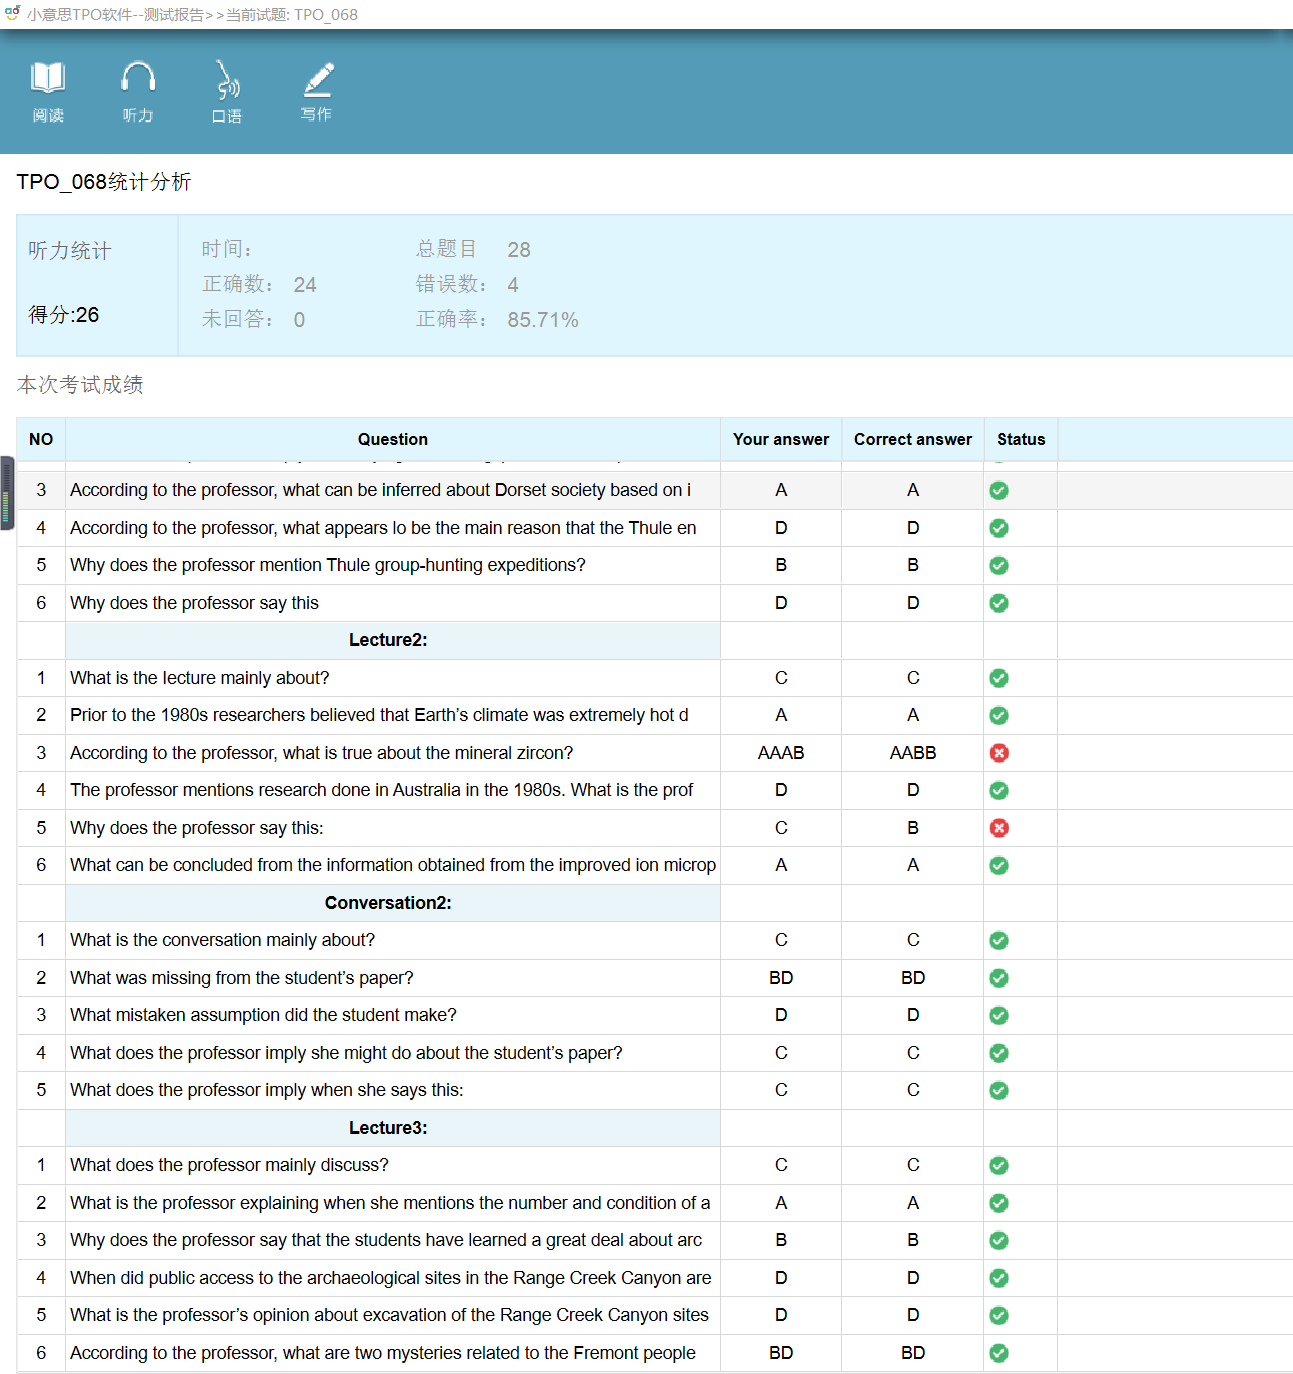 小意思TPO软件--测试报告>>当前试题: TPO_068
阅读 听力 口语 写作
TPO_068统计分析
听力统计
得分:26
时间: 总题目 28
正确数: 24 错误数: 4
未回答: 0 正确率: 85.71%
本次考试成绩
NO Question Your answer Correct answer Status
3 According to the professor, what can be inferred about Dorset society based on i A A
4 According to the professor, what appears lo be the main reason that the Thule en D D
5 Why does the professor mention Thule group-hunting expeditions? B B
6 Why does the professor say this D D
Lecture2:
1 What is the lecture mainly about? C C
2 Prior to the 1980s researchers believed that Earth's climate was extremely hot d A A
3 According to the professor, what is true about the mineral zircon? AAAB AABB
4 The professor mentions research done in Australia in the 1980s. What is the prof D D
5 Why does the professor say this: C B
6 What can be concluded from the information obtained from the improved ion microp A A
Conversation2:
1 What is the conversation mainly about? C C
2 What was missing from the student's paper? BD BD
3 What mistaken assumption did the student make? D D
4 What does the professor imply she might do about the student's paper? C C
5 What does the professor imply when she says this: C C
Lecture3:
1 What does the professor mainly discuss? C C
2 What is the professor explaining when she mentions the number and condition of a A A
3 Why does the professor say that the students have learned a great deal about arc B B
4 When did public access to the archaeological sites in the Range Creek Canyon are D D
5 What is the professor's opinion about excavation of the Range Creek Canyon sites D D
6 According to the professor, what are two mysteries related to the Fremont people BD BD